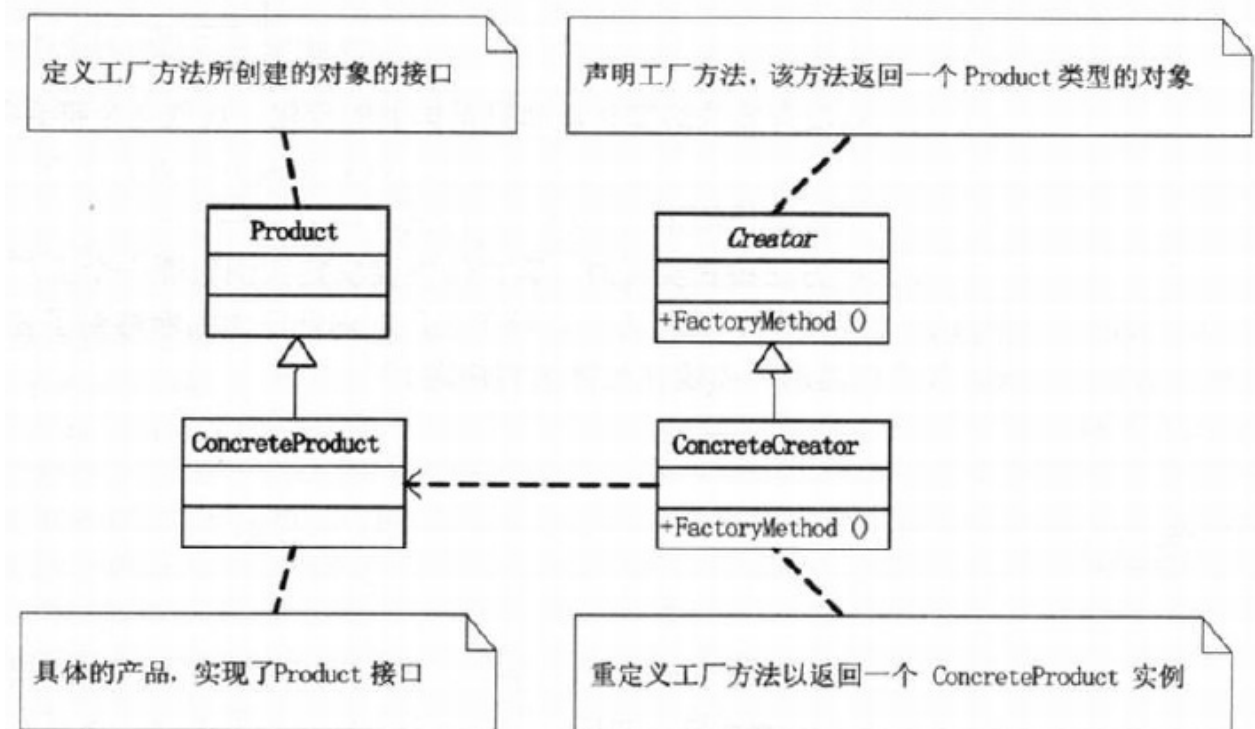 定义工厂方法所创建的对象的接口
声明工厂方法，该方法返回一个 Product 类型的对象
Product
Creator
+FactoryMethod ()
ConcreteProduct
ConcreteCreator
+FactoryMethod ()
具体的产品，实现了Product 接口
重定义工厂方法以返回一个 ConcreteProduct 实例